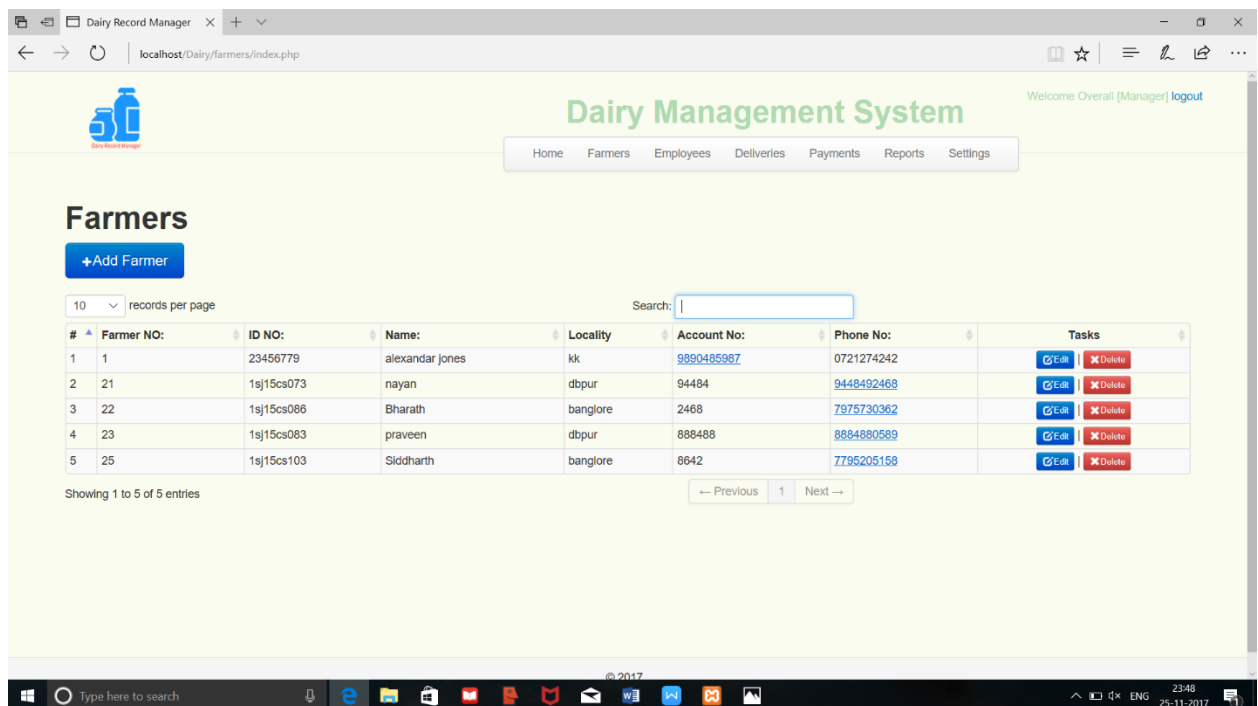 Dairy Record Manager
localhost/Dairy/farmers/index.php
Dairy Record Manager
Dairy Management System
Welcome Overall [Manager] logout
Home Farmers Employees Deliveries Payments Reports Settings
Farmers
+Add Farmer
10 records per page Search:
# Farmer NO: ID NO: Name: Locality Account No: Phone No: Tasks
1 1 23456779 alexandar jones kk 9890485987 0721274242 Edit | Delete
2 21 1sj15cs073 nayan dbpur 94484 9448492468 Edit | Delete
3 22 1sj15cs086 Bharath banglore 2468 7975730362 Edit | Delete
4 23 1sj15cs083 praveen dbpur 888488 8884880589 Edit | Delete
5 25 1sj15cs103 Siddharth banglore 8642 7795205158 Edit | Delete
Showing 1 to 5 of 5 entries ← Previous 1 Next →
© 2017
Type here to search ENG 23:48
25-11-2017